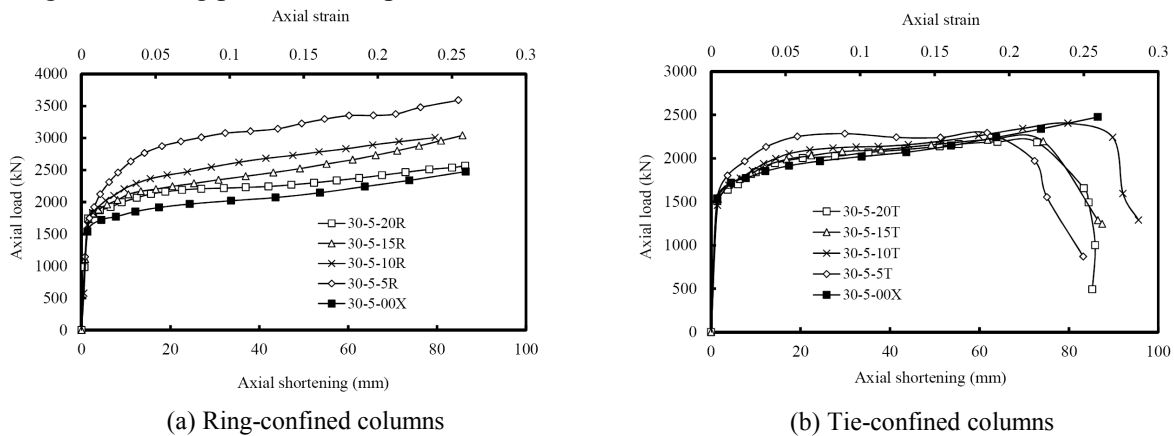 Axial strain
0 0.05 0.1 0.15 0.2 0.25 0.3
4000
3500
3000
2500
2000
1500
1000
500
0
Axial load (kN)
30-5-20R
30-5-15R
30-5-10R
30-5-5R
30-5-00X
0 20 40 60 80 100
Axial shortening (mm)
(a) Ring-confined columns
Axial strain
0 0.05 0.1 0.15 0.2 0.25 0.3
3000
2500
2000
1500
1000
500
0
Axial load (kN)
30-5-20T
30-5-15T
30-5-10T
30-5-5T
30-5-00X
0 20 40 60 80 100
Axial shortening (mm)
(b) Tie-confined columns